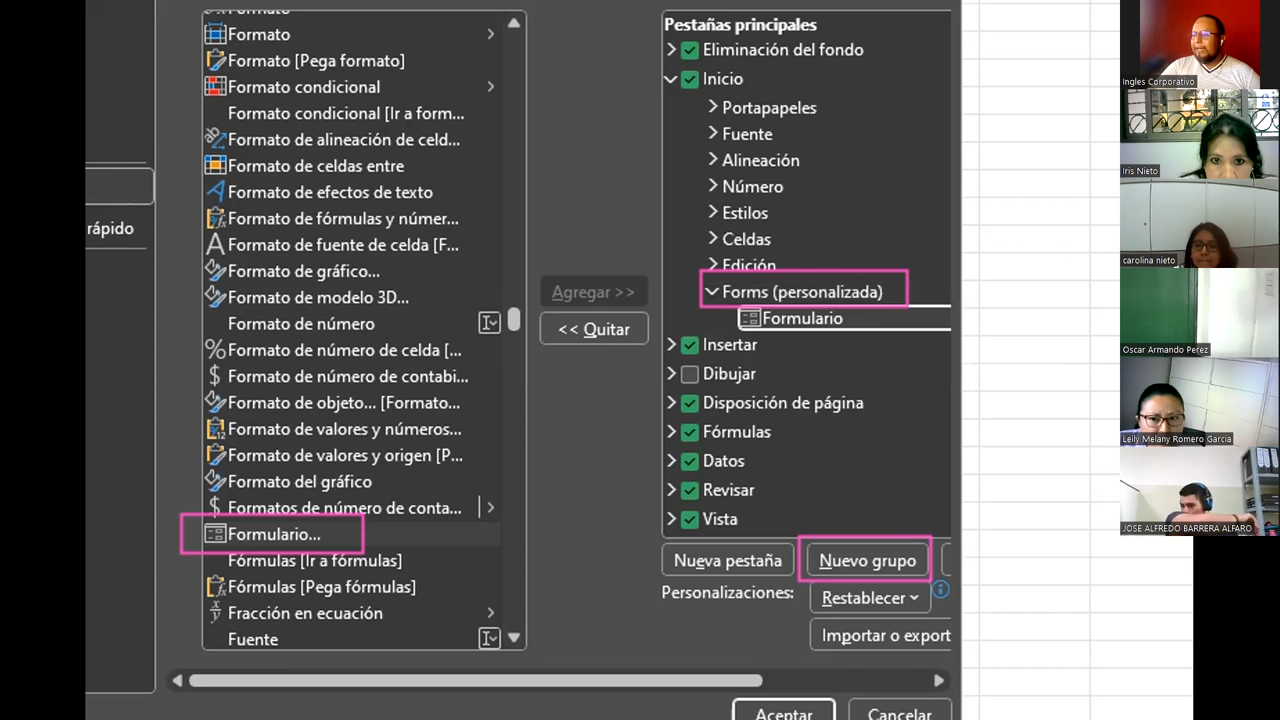 Formato...
Formato
Formato [Pega formato]
Formato condicional
Formato condicional [Ir a form...
Formato de alineación de celd...
Formato de celdas entre
Formato de efectos de texto
Formato de fórmulas y númer...
Formato de fuente de celda [F...
Formato de gráfico...
Formato de modelo 3D...
Formato de número
Formato de número de celda [...
Formato de número de contabi...
Formato de objeto... [Formato...
Formato de valores y números...
Formato de valores y origen [P...
Formato del gráfico
Formatos de número de conta...
Formulario...
Fórmulas [Ir a fórmulas]
Fórmulas [Pega fórmulas]
Fracción en ecuación
Fuente
rápido
Agregar >>
<< Quitar
Pestañas principales
Eliminación del fondo
Inicio
Portapapeles
Fuente
Alineación
Número
Estilos
Celdas
Edición
Forms (personalizada)
Formulario
Insertar
Dibujar
Disposición de página
Fórmulas
Datos
Revisar
Vista
Nueva pestaña
Nuevo grupo
Personalizaciones:
Restablecer
Importar o export
Aceptar
Cancelar
Ingles Corporativo
Iris Nieto
carolina nieto
Oscar Armando Perez
Leily Melany Romero Garcia
JOSE ALFREDO BARRERA ALFARO